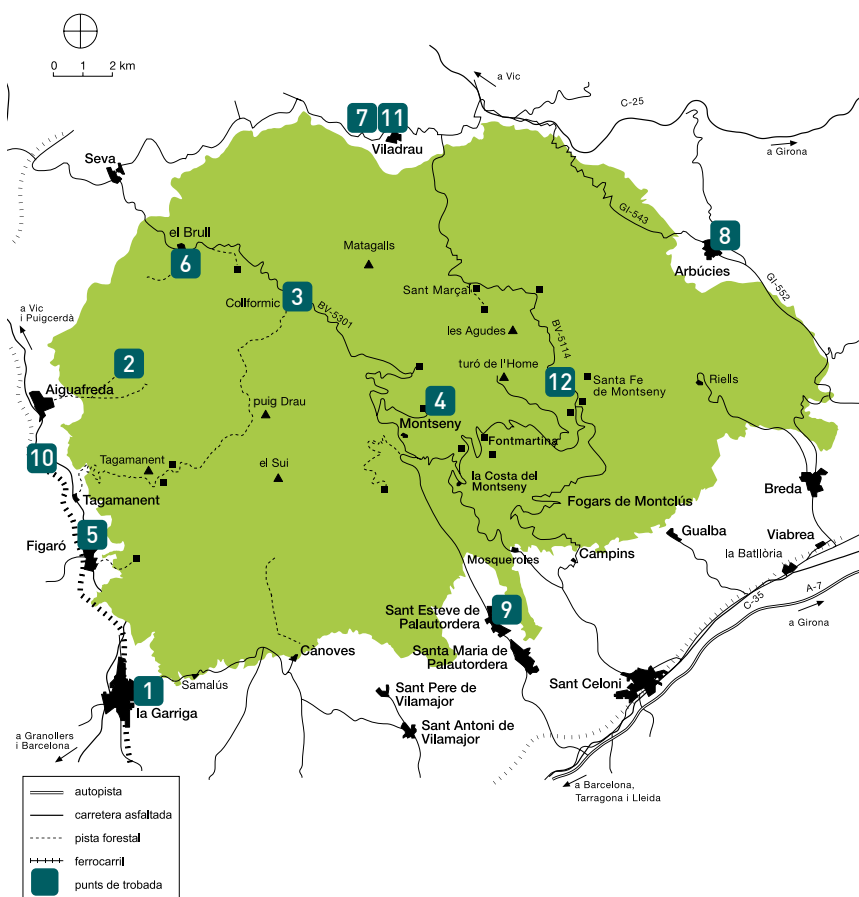 0 1 2 km
a Vic
C-25
a Girona
7
11
Viladrau
Seva
GI-543
el Brull
6
8
Arbúcies
Matagalls
GI-552
Collformic
3
BV-5301
Sant Marçal
les Agudes
BV-5114
a Vic
i Puigcerdà
2
Aiguafreda
turó de l'Home
12
Santa Fe
de Montseny
Riells
puig Drau
4
Montseny
Fontmartina
10
Tagamanent
el Sui
la Costa del
Montseny
Tagamanent
Fogars de Montclús
Breda
5
Figaró
Gualba
Viabrea
la Batllòria
Mosqueroles
Campins
C-35
A-7
a Girona
9
Sant Esteve de
Palautordera
Cànoves
Santa Maria de
Palautordera
Samalús
1
la Garriga
Sant Pere de
Vilamajor
Sant Celoni
Sant Antoni de
Vilamajor
a Granollers
i Barcelona
a Barcelona,
Tarragona i Lleida
autopista
carretera asfaltada
pista forestal
ferrocarril
punts de trobada